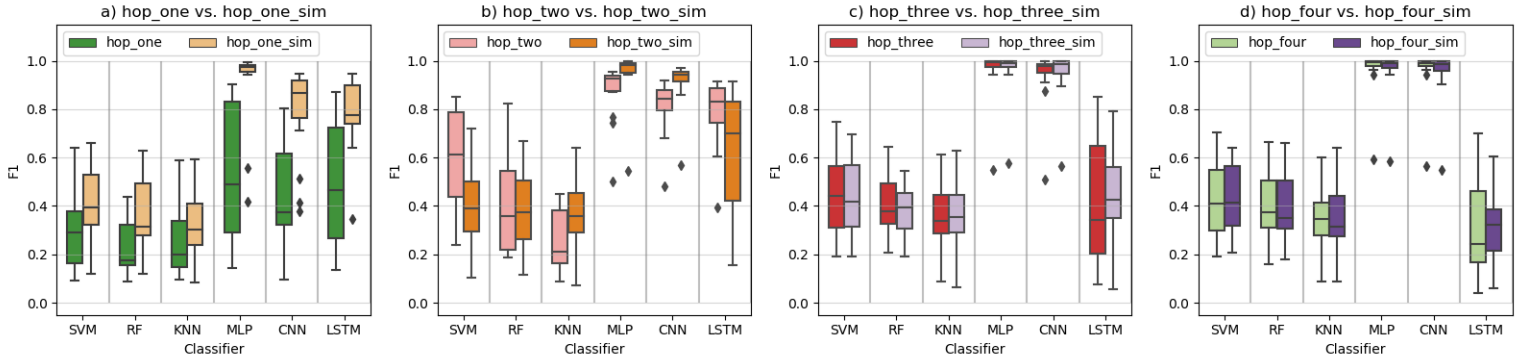 a) hop_one vs. hop_one_sim
hop_one hop_one_sim
1.0
0.8
0.6
0.4
0.2
0.0
F1
SVM RF KNN MLP CNN LSTM
Classifier
b) hop_two vs. hop_two_sim
hop_two hop_two_sim
1.0
0.8
0.6
0.4
0.2
0.0
F1
SVM RF KNN MLP CNN LSTM
Classifier
c) hop_three vs. hop_three_sim
hop_three hop_three_sim
1.0
0.8
0.6
0.4
0.2
0.0
F1
SVM RF KNN MLP CNN LSTM
Classifier
d) hop_four vs. hop_four_sim
hop_four hop_four_sim
1.0
0.8
0.6
0.4
0.2
0.0
F1
SVM RF KNN MLP CNN LSTM
Classifier